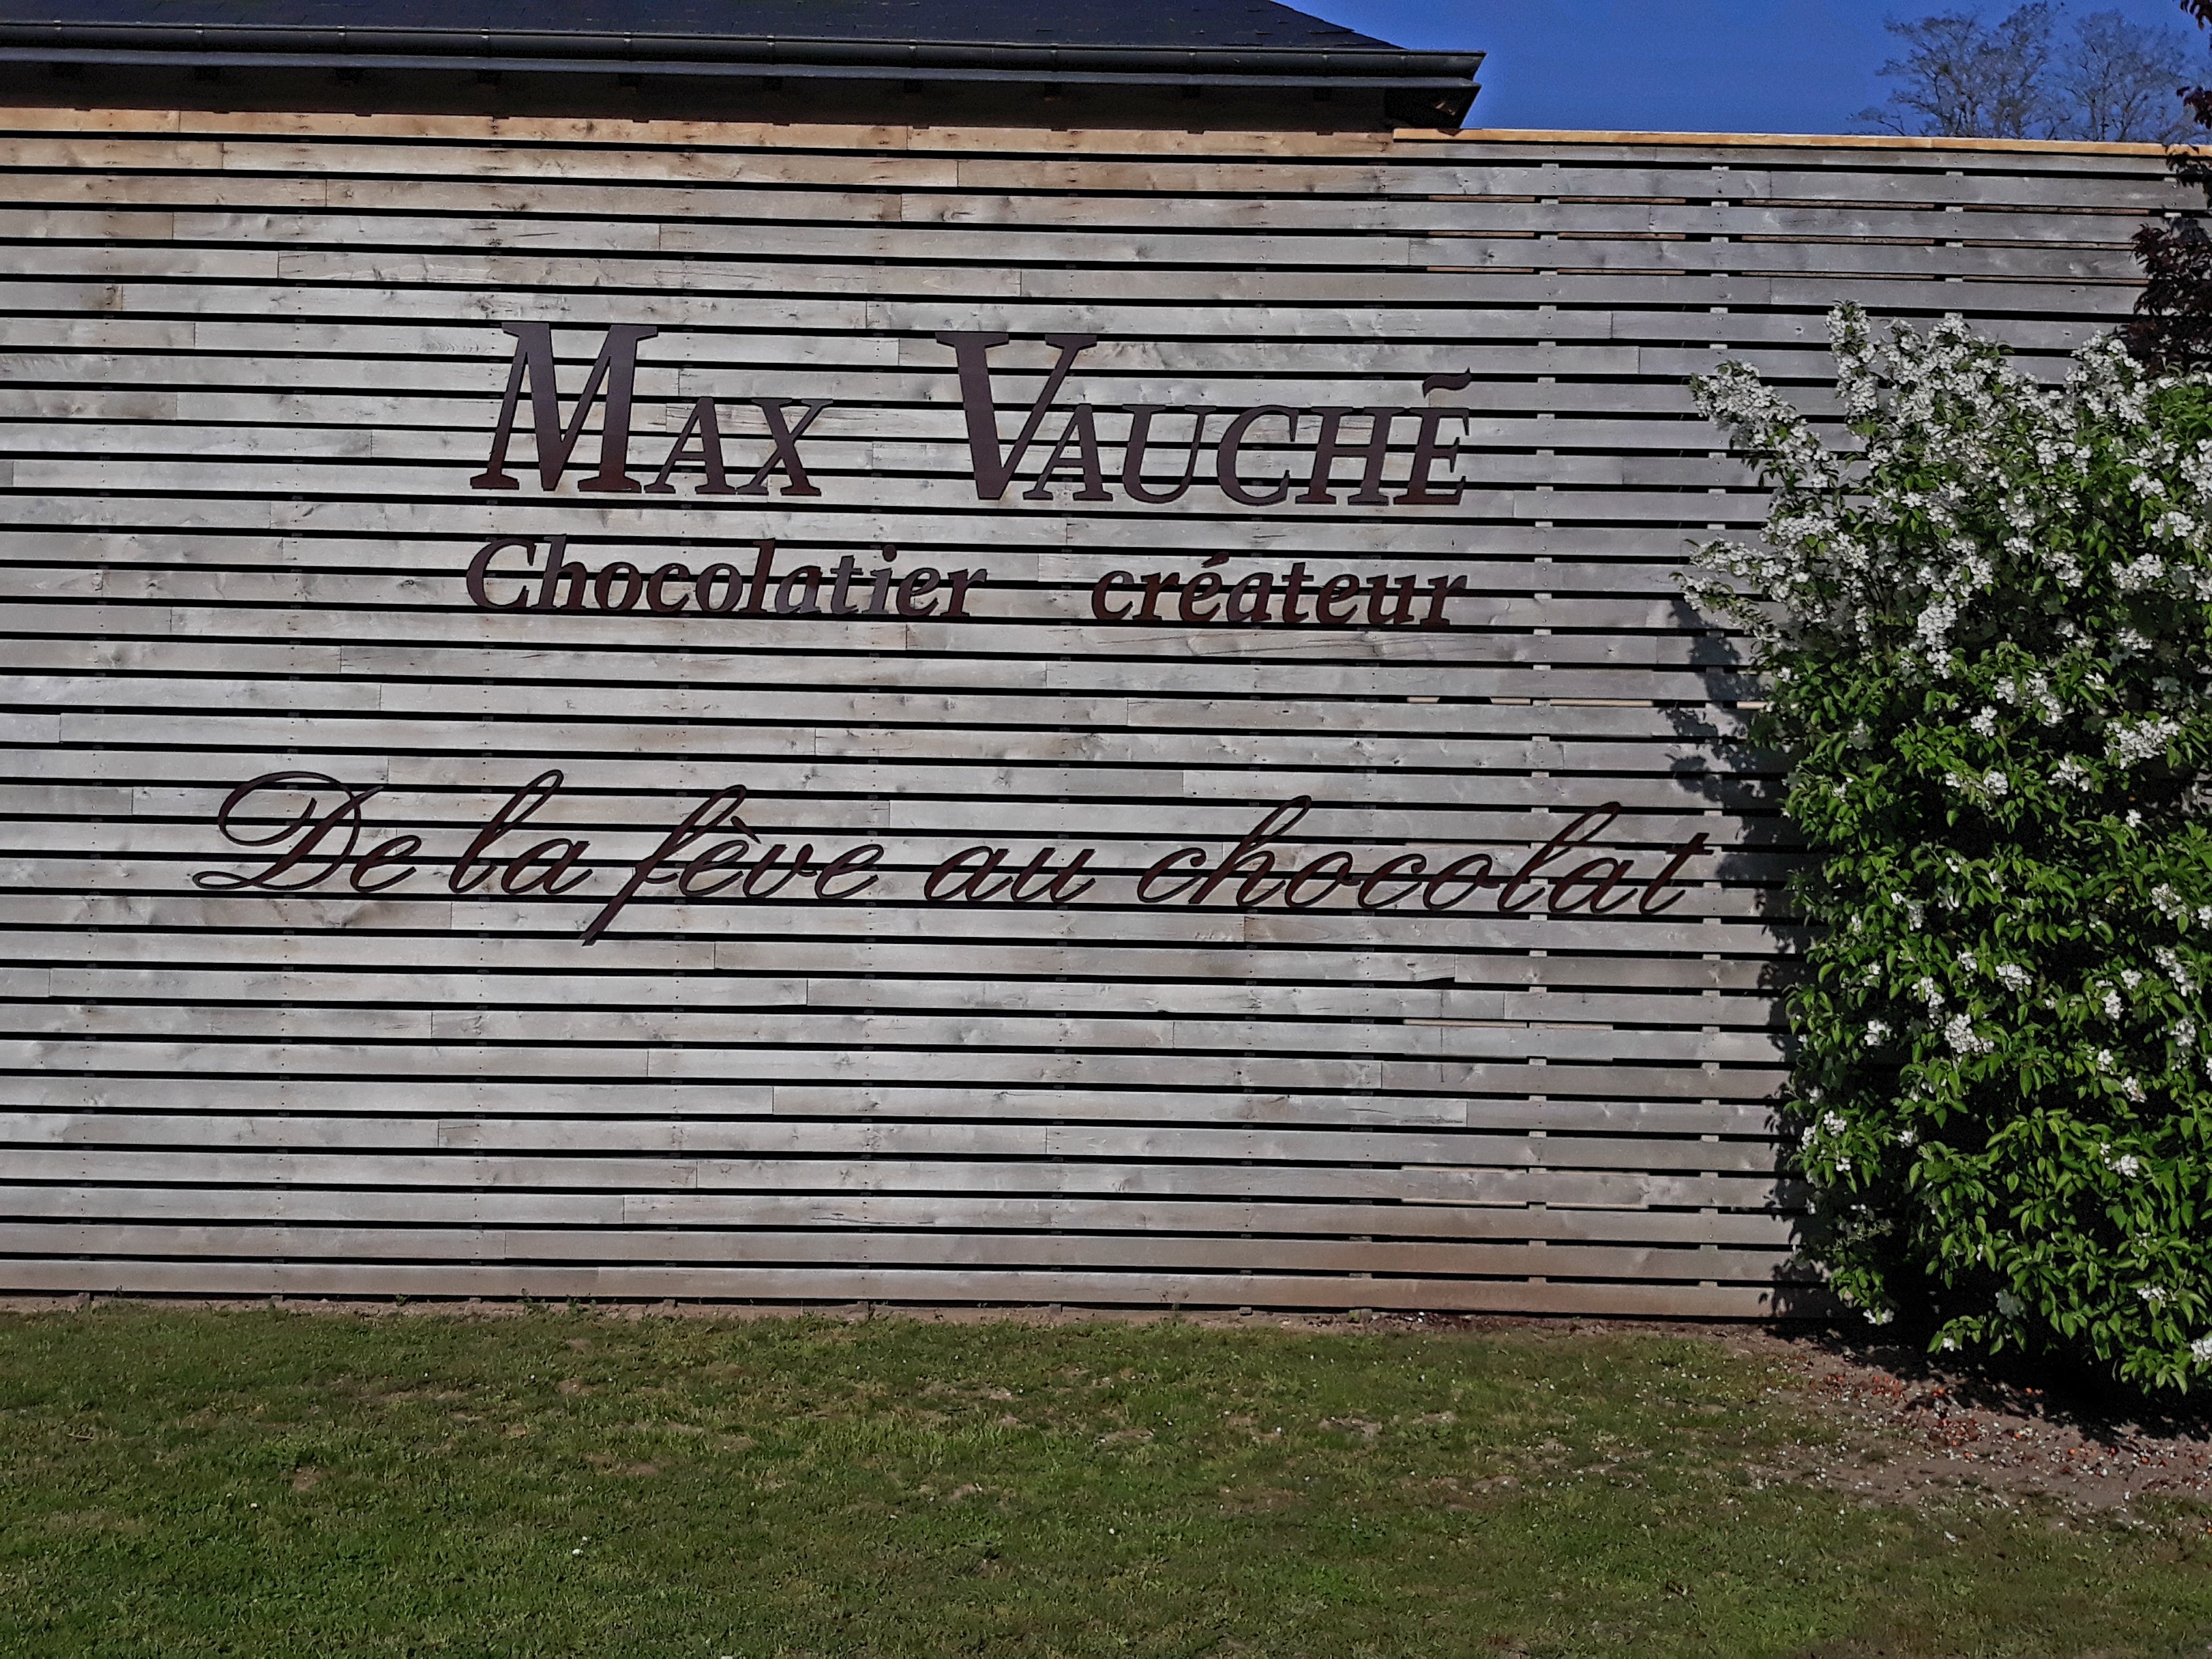 MAX VAUCHÉ
Chocolatier créateur
De la fève au chocolat